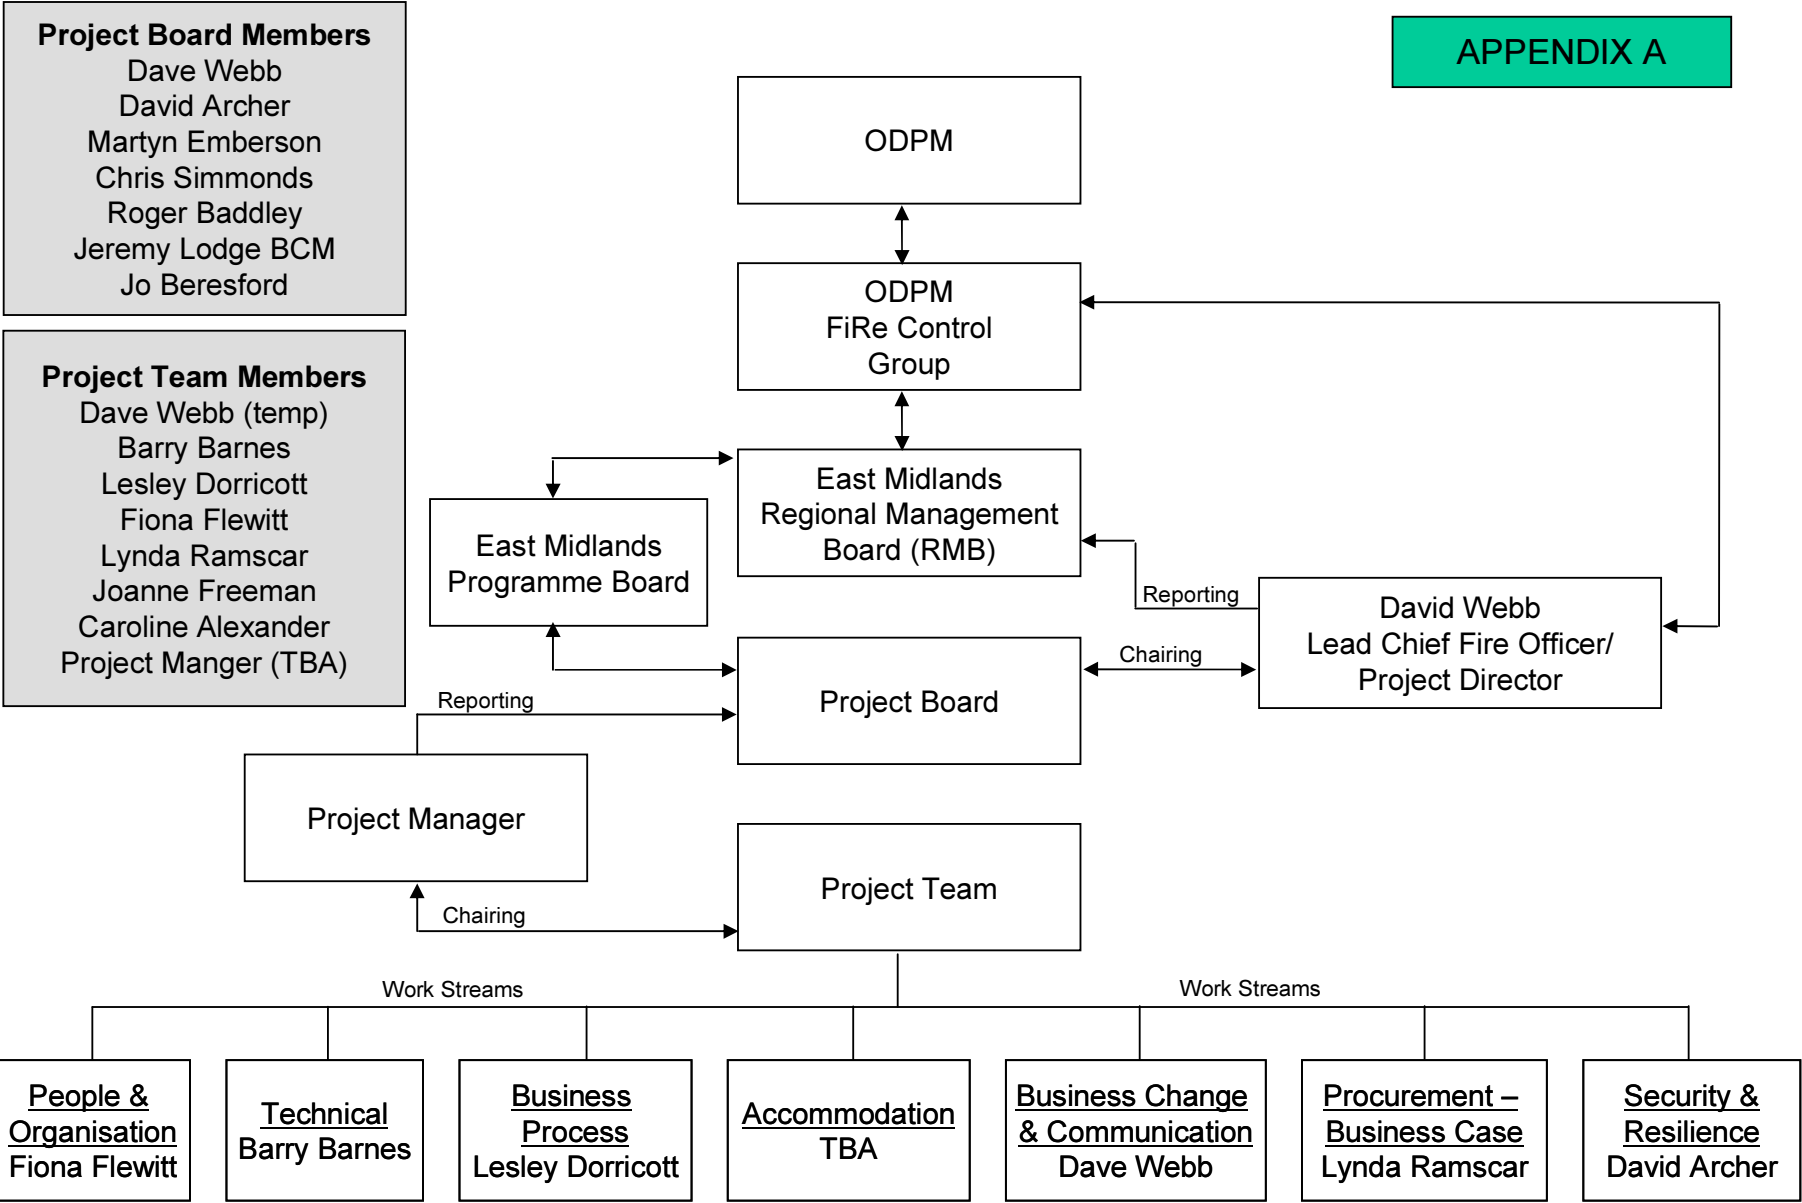 Project Board Members
Dave Webb
David Archer
Martyn Emberson
Chris Simmonds
Roger Baddley
Jeremy Lodge BCM
Jo Beresford
Project Team Members
Dave Webb (temp)
Barry Barnes
Lesley Dorricott
Fiona Flewitt
Lynda Ramscar
Joanne Freeman
Caroline Alexander
Project Manger (TBA)
APPENDIX A
ODPM
ODPM
FiRe Control
Group
East Midlands
Regional Management
Board (RMB)
East Midlands
Programme Board
Reporting
David Webb
Lead Chief Fire Officer/
Project Director
Chairing
Project Board
Reporting
Project Manager
Chairing
Project Team
Work Streams
Work Streams
People &
Organisation
Fiona Flewitt
Technical
Barry Barnes
Business
Process
Lesley Dorricott
Accommodation
TBA
Business Change
& Communication
Dave Webb
Procurement –
Business Case
Lynda Ramscar
Security &
Resilience
David Archer